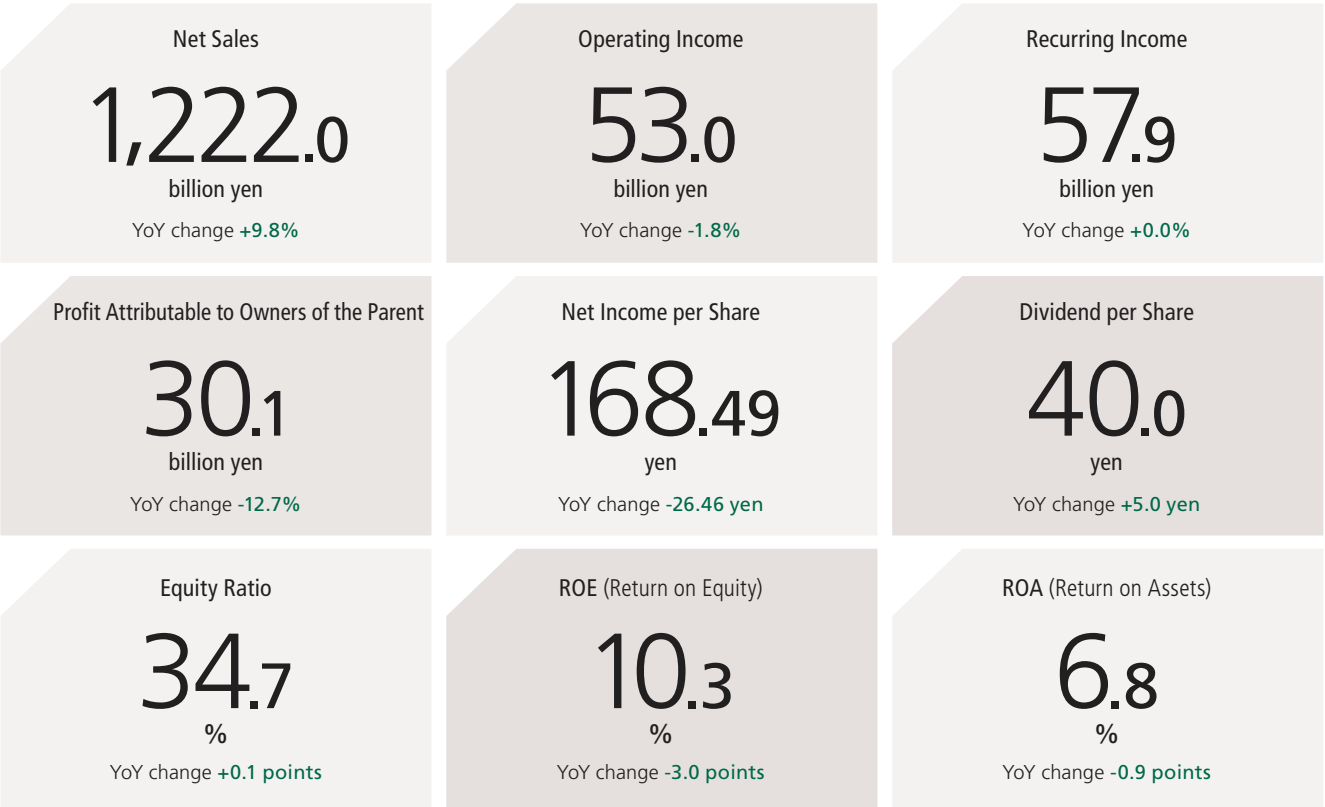 Net Sales
1,222.0
billion yen
YoY change +9.8%
Operating Income
53.0
billion yen
YoY change -1.8%
Recurring Income
57.9
billion yen
YoY change +0.0%
Profit Attributable to Owners of the Parent
30.1
billion yen
YoY change -12.7%
Net Income per Share
168.49
yen
YoY change -26.46 yen
Dividend per Share
40.0
yen
YoY change +5.0 yen
Equity Ratio
34.7
%
YoY change +0.1 points
ROE (Return on Equity)
10.3
%
YoY change -3.0 points
ROA (Return on Assets)
6.8
%
YoY change -0.9 points